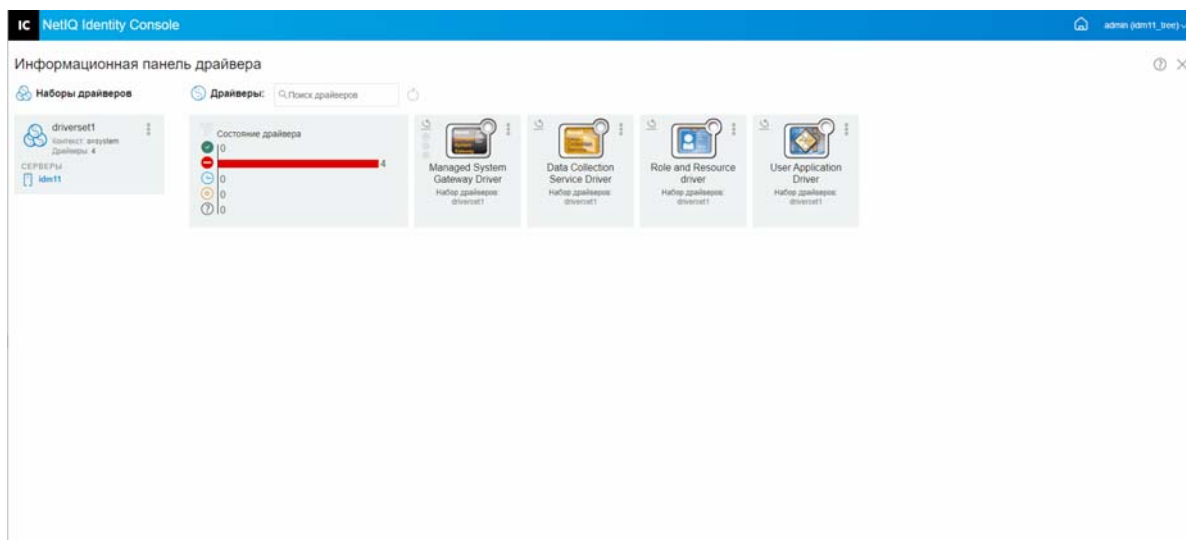 IC NetIQ Identity Console
admin (idm11_tree)
Информационная панель драйвера
Наборы драйверов
Драйверы:
Поиск драйверов
driverset1
Контекст:
Драйверы: 4
СЕРВЕРЫ
idm11
Состояние драйвера
0
4
0
0
0
Managed System
Gateway Driver
Набор драйверов:
driverset1
Data Collection
Service Driver
Набор драйверов:
driverset1
Role and Resource
driver
Набор драйверов:
driverset1
User Application
Driver
Набор драйверов:
driverset1